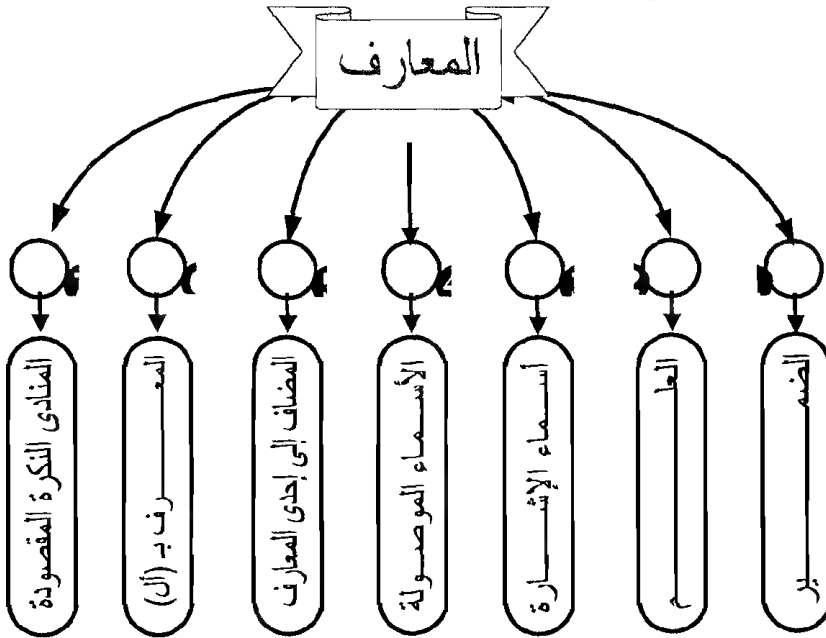 المعارف
الضمير
العلم
أسماء الإشارة
الأسماء الموصولة
المضاف إلى إحدى المعارف
المعرف بـ (ال)
المنادى النكرة المقصودة